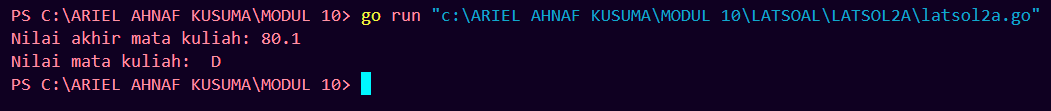 PS C:\ARIEL AHNAF KUSUMA\MODUL 10> go run "c:\ARIEL AHNAF KUSUMA\MODUL 10\LATSOAL\LATSOL2A\latsol2a.go"
Nilai akhir mata kuliah: 80.1
Nilai mata kuliah:  D
PS C:\ARIEL AHNAF KUSUMA\MODUL 10>